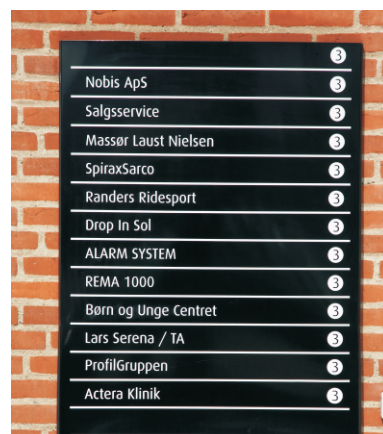 3
Nobis ApS 3
Salgsservice 3
Massør Laust Nielsen 3
SpiraxSarco 3
Randers Ridesport 3
Drop In Sol 3
ALARM SYSTEM 3
REMA 1000 3
Børn og Unge Centret 3
Lars Serena / TA 3
ProfilGruppen 3
Actera Klinik 3